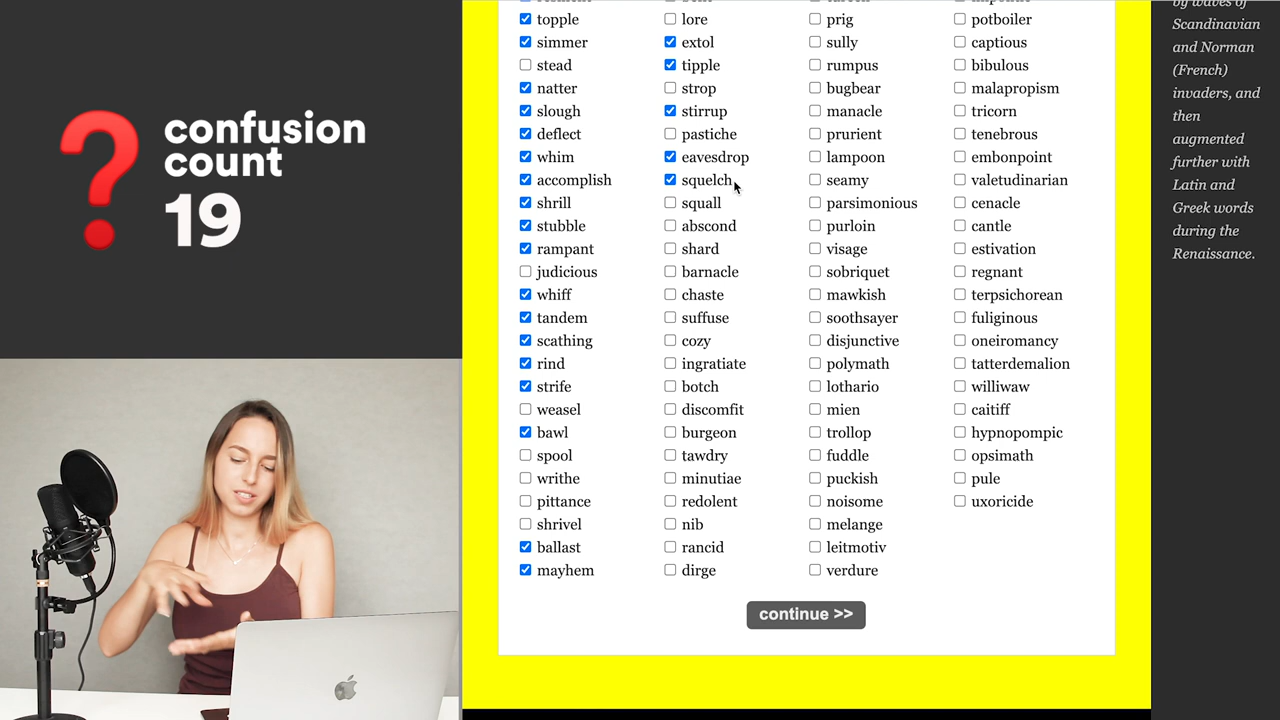 confusion
count
19
topple
simmer
stead
natter
slough
deflect
whim
accomplish
shrill
stubble
rampant
judicious
whiff
tandem
scathing
rind
strife
weasel
bawl
spool
writhe
pittance
shrivel
ballast
mayhem
lore
extol
tipple
strop
stirrup
pastiche
eavesdrop
squelch
squall
abscond
shard
barnacle
chaste
suffuse
cozy
ingratiate
botch
discomfit
burgeon
tawdry
minutiae
redolent
nib
rancid
dirge
prig
sully
rumpus
bugbear
manacle
prurient
lampoon
seamy
parsimonious
purloin
visage
sobriquet
mawkish
soothsayer
disjunctive
polymath
lothario
mien
trollop
fuddle
puckish
noisome
melange
leitmotiv
verdure
potboiler
captious
bibulous
malapropism
tricorn
tenebrous
embonpoint
valetudinarian
cenacle
cantle
estivation
regnant
terpsichorean
fuliginous
oneiromancy
tatterdemalion
williwaw
caitiff
hypnopompic
opsimath
pule
uxoricide
continue >>
by waves of
Scandinavian
and Norman
(French)
invaders, and
then
augmented
further with
Latin and
Greek words
during the
Renaissance.